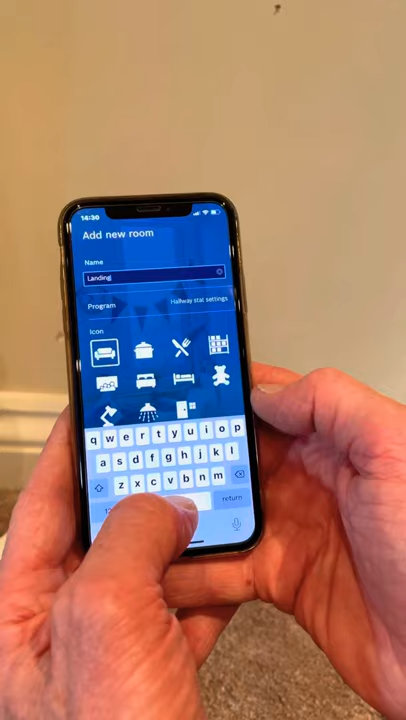 14:30
Add new room
Name
Landing
Program Hallway stat settings
Icon
q w e r t y u i o p
a s d f g h j k l
z x c v b n m
return